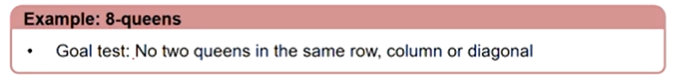 Example: 8-queens
• Goal test: No two queens in the same row, column or diagonal